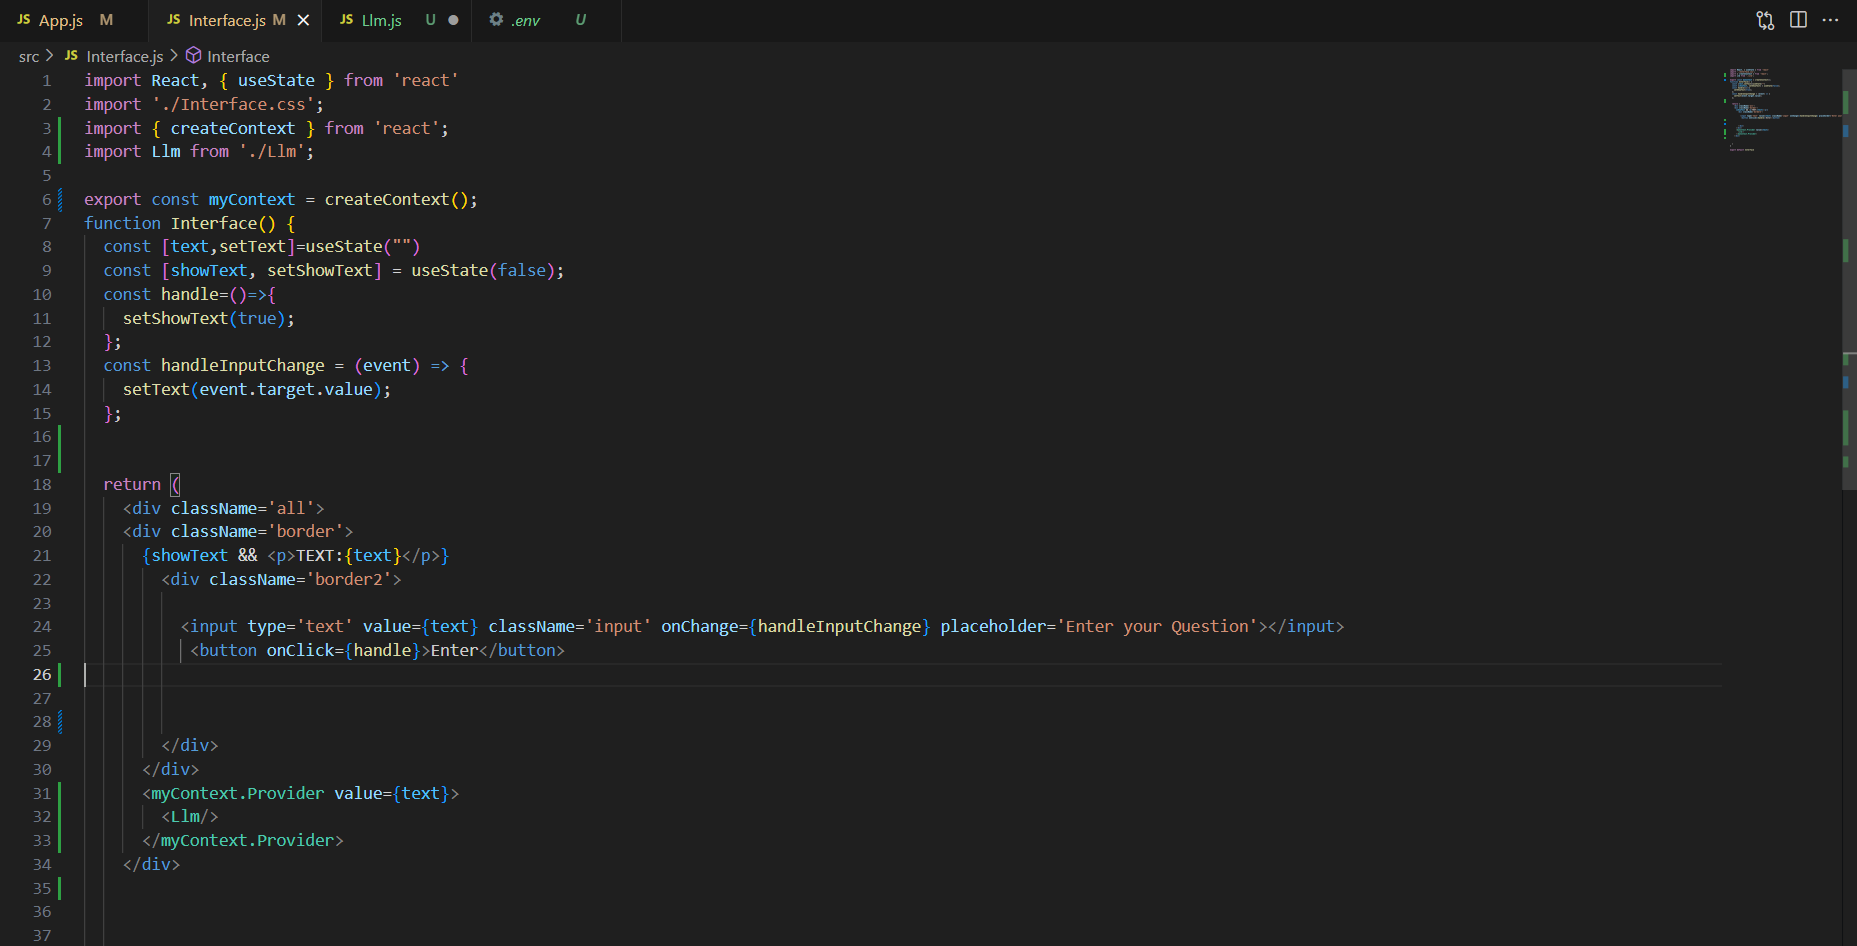 JS App.js M JS Interface.js M JS Llm.js U .env U
src > JS Interface.js > Interface
1 import React, { useState } from 'react'
2 import './Interface.css';
3 import { createContext } from 'react';
4 import Llm from './Llm';
5
6 export const myContext = createContext();
7 function Interface() {
8 const [text,setText]=useState("")
9 const [showText, setShowText] = useState(false);
10 const handle=()=>{
11 setShowText(true);
12 };
13 const handleInputChange = (event) => {
14 setText(event.target.value);
15 };
16
17
18 return (
19 <div className='all'>
20 <div className='border'>
21 {showText && <p>TEXT:{text}</p>}
22 <div className='border2'>
23
24 <input type='text' value={text} className='input' onChange={handleInputChange} placeholder='Enter your Question'></input>
25 <button onClick={handle}>Enter</button>
26
27
28
29 </div>
30 </div>
31 <myContext.Provider value={text}>
32 <Llm/>
33 </myContext.Provider>
34 </div>
35
36
37